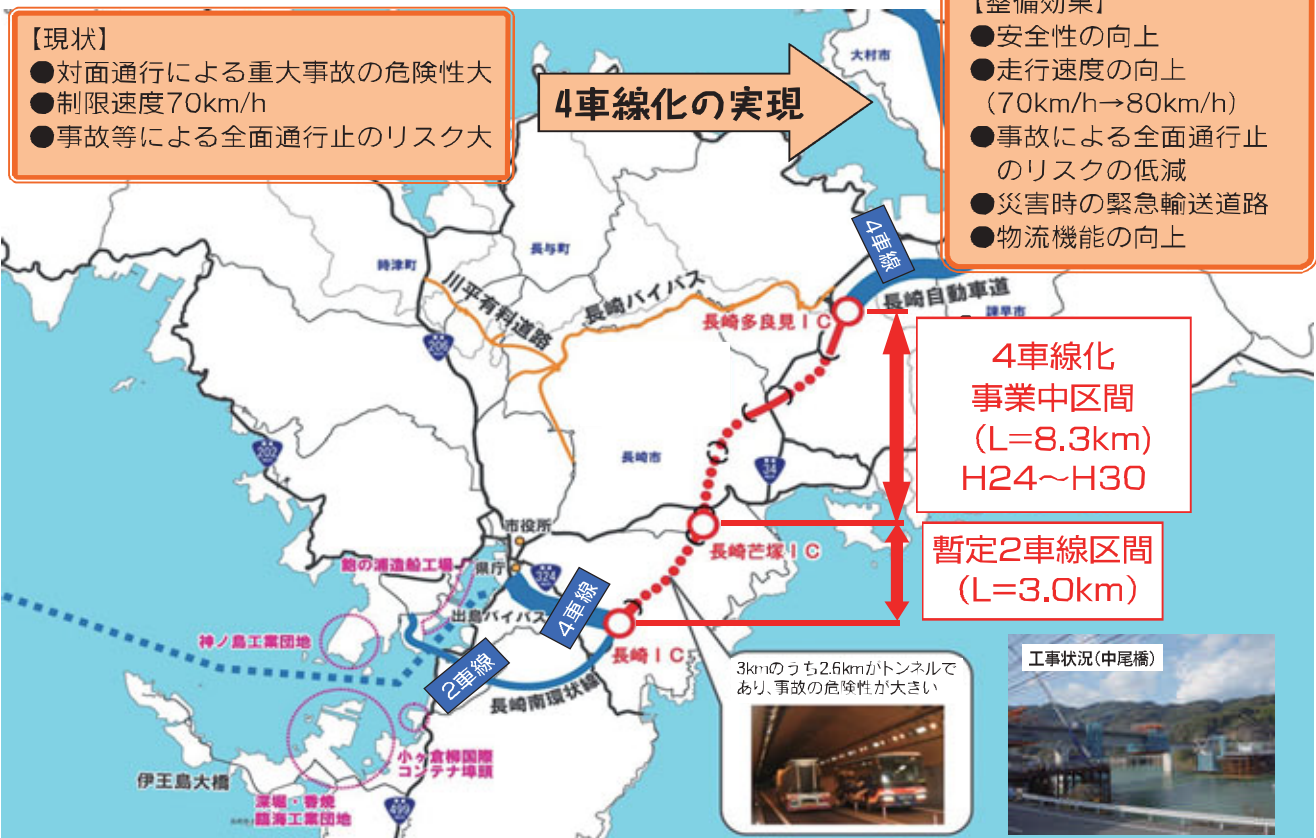 【現状】
●対面通行による重大事故の危険性大
●制限速度70km/h
●事故等による全面通行止のリスク大
4車線化の実現
【整備効果】
●安全性の向上
●走行速度の向上
(70km/h→80km/h)
●事故による全面通行止
のリスクの低減
●災害時の緊急輸送道路
●物流機能の向上
大村市
4車線
長崎自動車道
諫早市
長与町
時津町
川平有料道路
長崎バイパス
長崎多良見IC
206
202
34
長崎市
4車線化
事業中区間
(L=8.3km)
H24～H30
長崎芒塚IC
暫定2車線区間
(L=3.0km)
市役所
県庁
324
飽の浦造船工場
出島バイパス
4車線
長崎IC
神ノ島工業団地
2車線
長崎南環状線
小ヶ倉柳国際
コンテナ埠頭
伊王島大橋
深堀・香焼
臨海工業団地
499
3kmのうち2.6kmがトンネルで
あり、事故の危険性が大きい
工事状況(中尾橋)